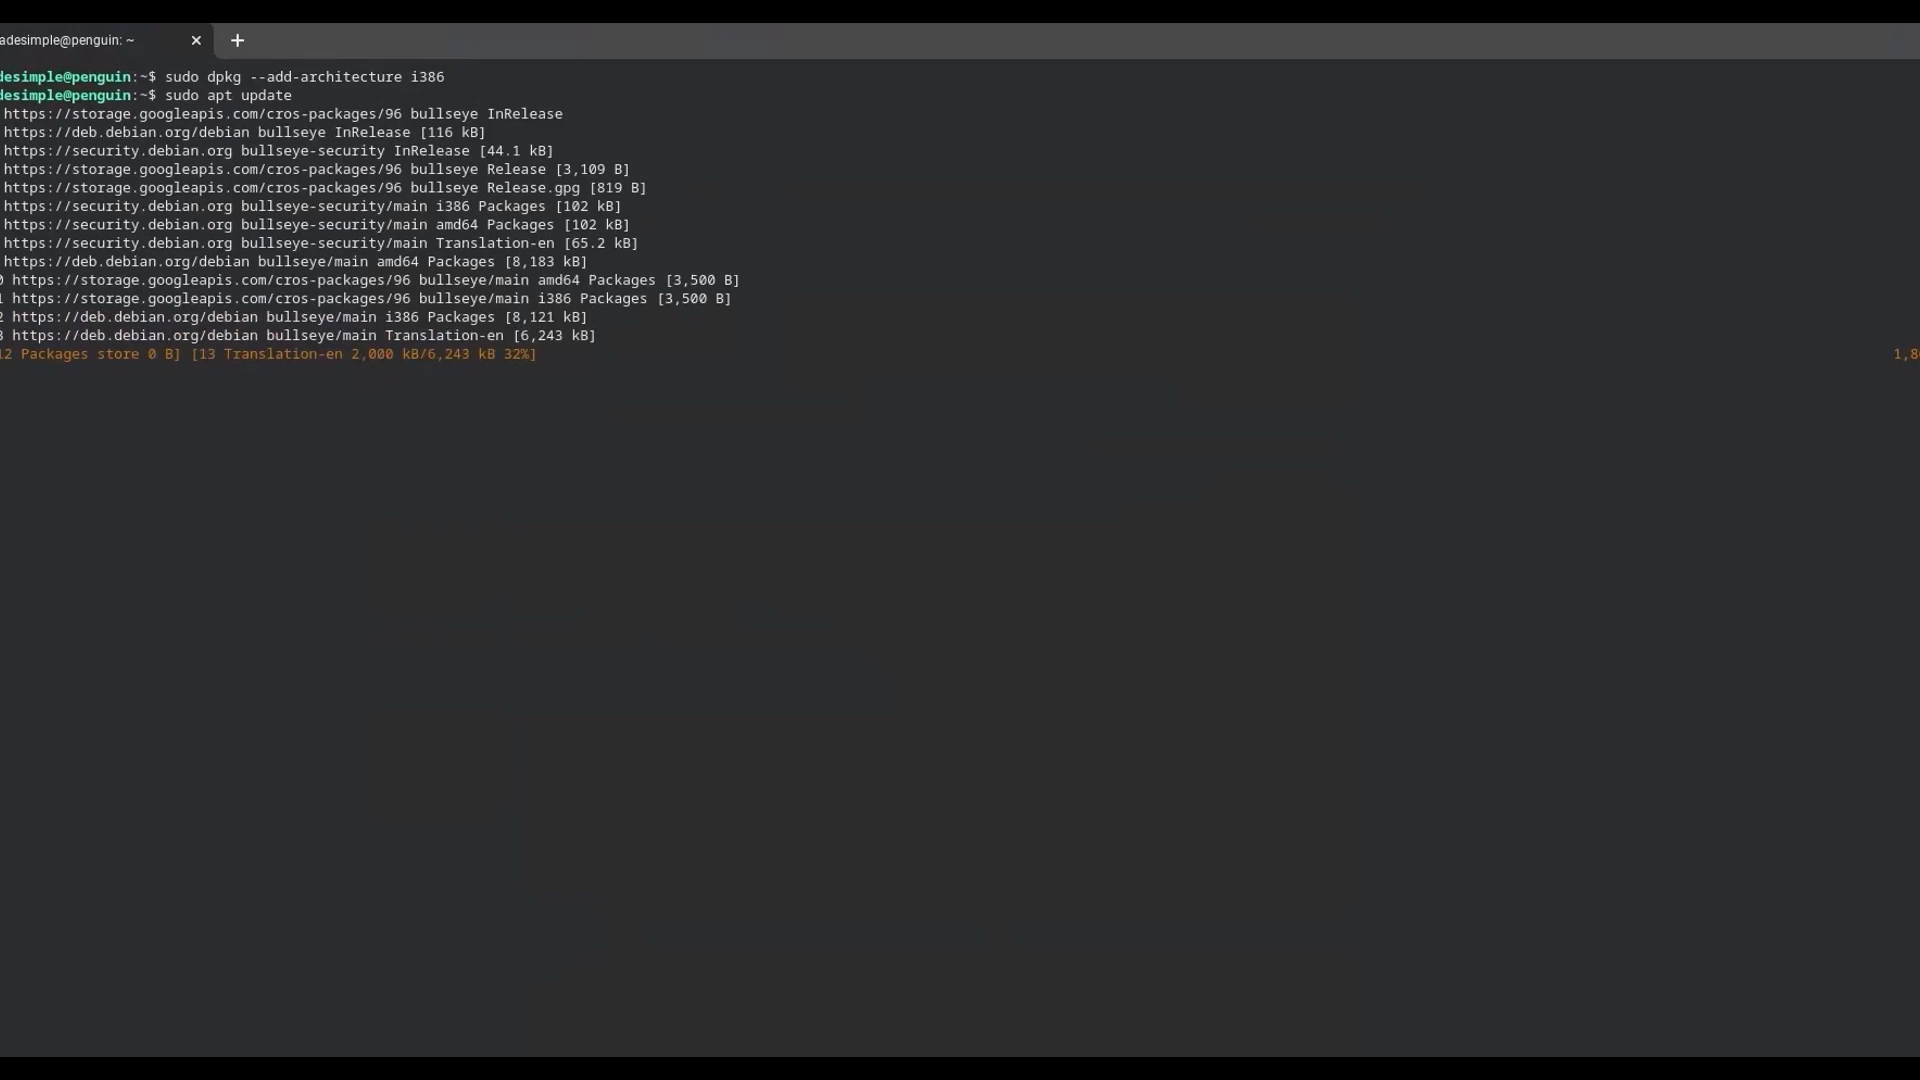 adesimple@penguin: ~
desimple@penguin:~$ sudo dpkg --add-architecture i386
desimple@penguin:~$ sudo apt update
https://storage.googleapis.com/cros-packages/96 bullseye InRelease
https://deb.debian.org/debian bullseye InRelease [116 kB]
https://security.debian.org bullseye-security InRelease [44.1 kB]
https://storage.googleapis.com/cros-packages/96 bullseye Release [3,109 B]
https://storage.googleapis.com/cros-packages/96 bullseye Release.gpg [819 B]
https://security.debian.org bullseye-security/main i386 Packages [102 kB]
https://security.debian.org bullseye-security/main amd64 Packages [102 kB]
https://security.debian.org bullseye-security/main Translation-en [65.2 kB]
https://deb.debian.org/debian bullseye/main amd64 Packages [8,183 kB]
0 https://storage.googleapis.com/cros-packages/96 bullseye/main amd64 Packages [3,500 B]
1 https://storage.googleapis.com/cros-packages/96 bullseye/main i386 Packages [3,500 B]
2 https://deb.debian.org/debian bullseye/main i386 Packages [8,121 kB]
3 https://deb.debian.org/debian bullseye/main Translation-en [6,243 kB]
12 Packages store 0 B] [13 Translation-en 2,000 kB/6,243 kB 32%] 1,8